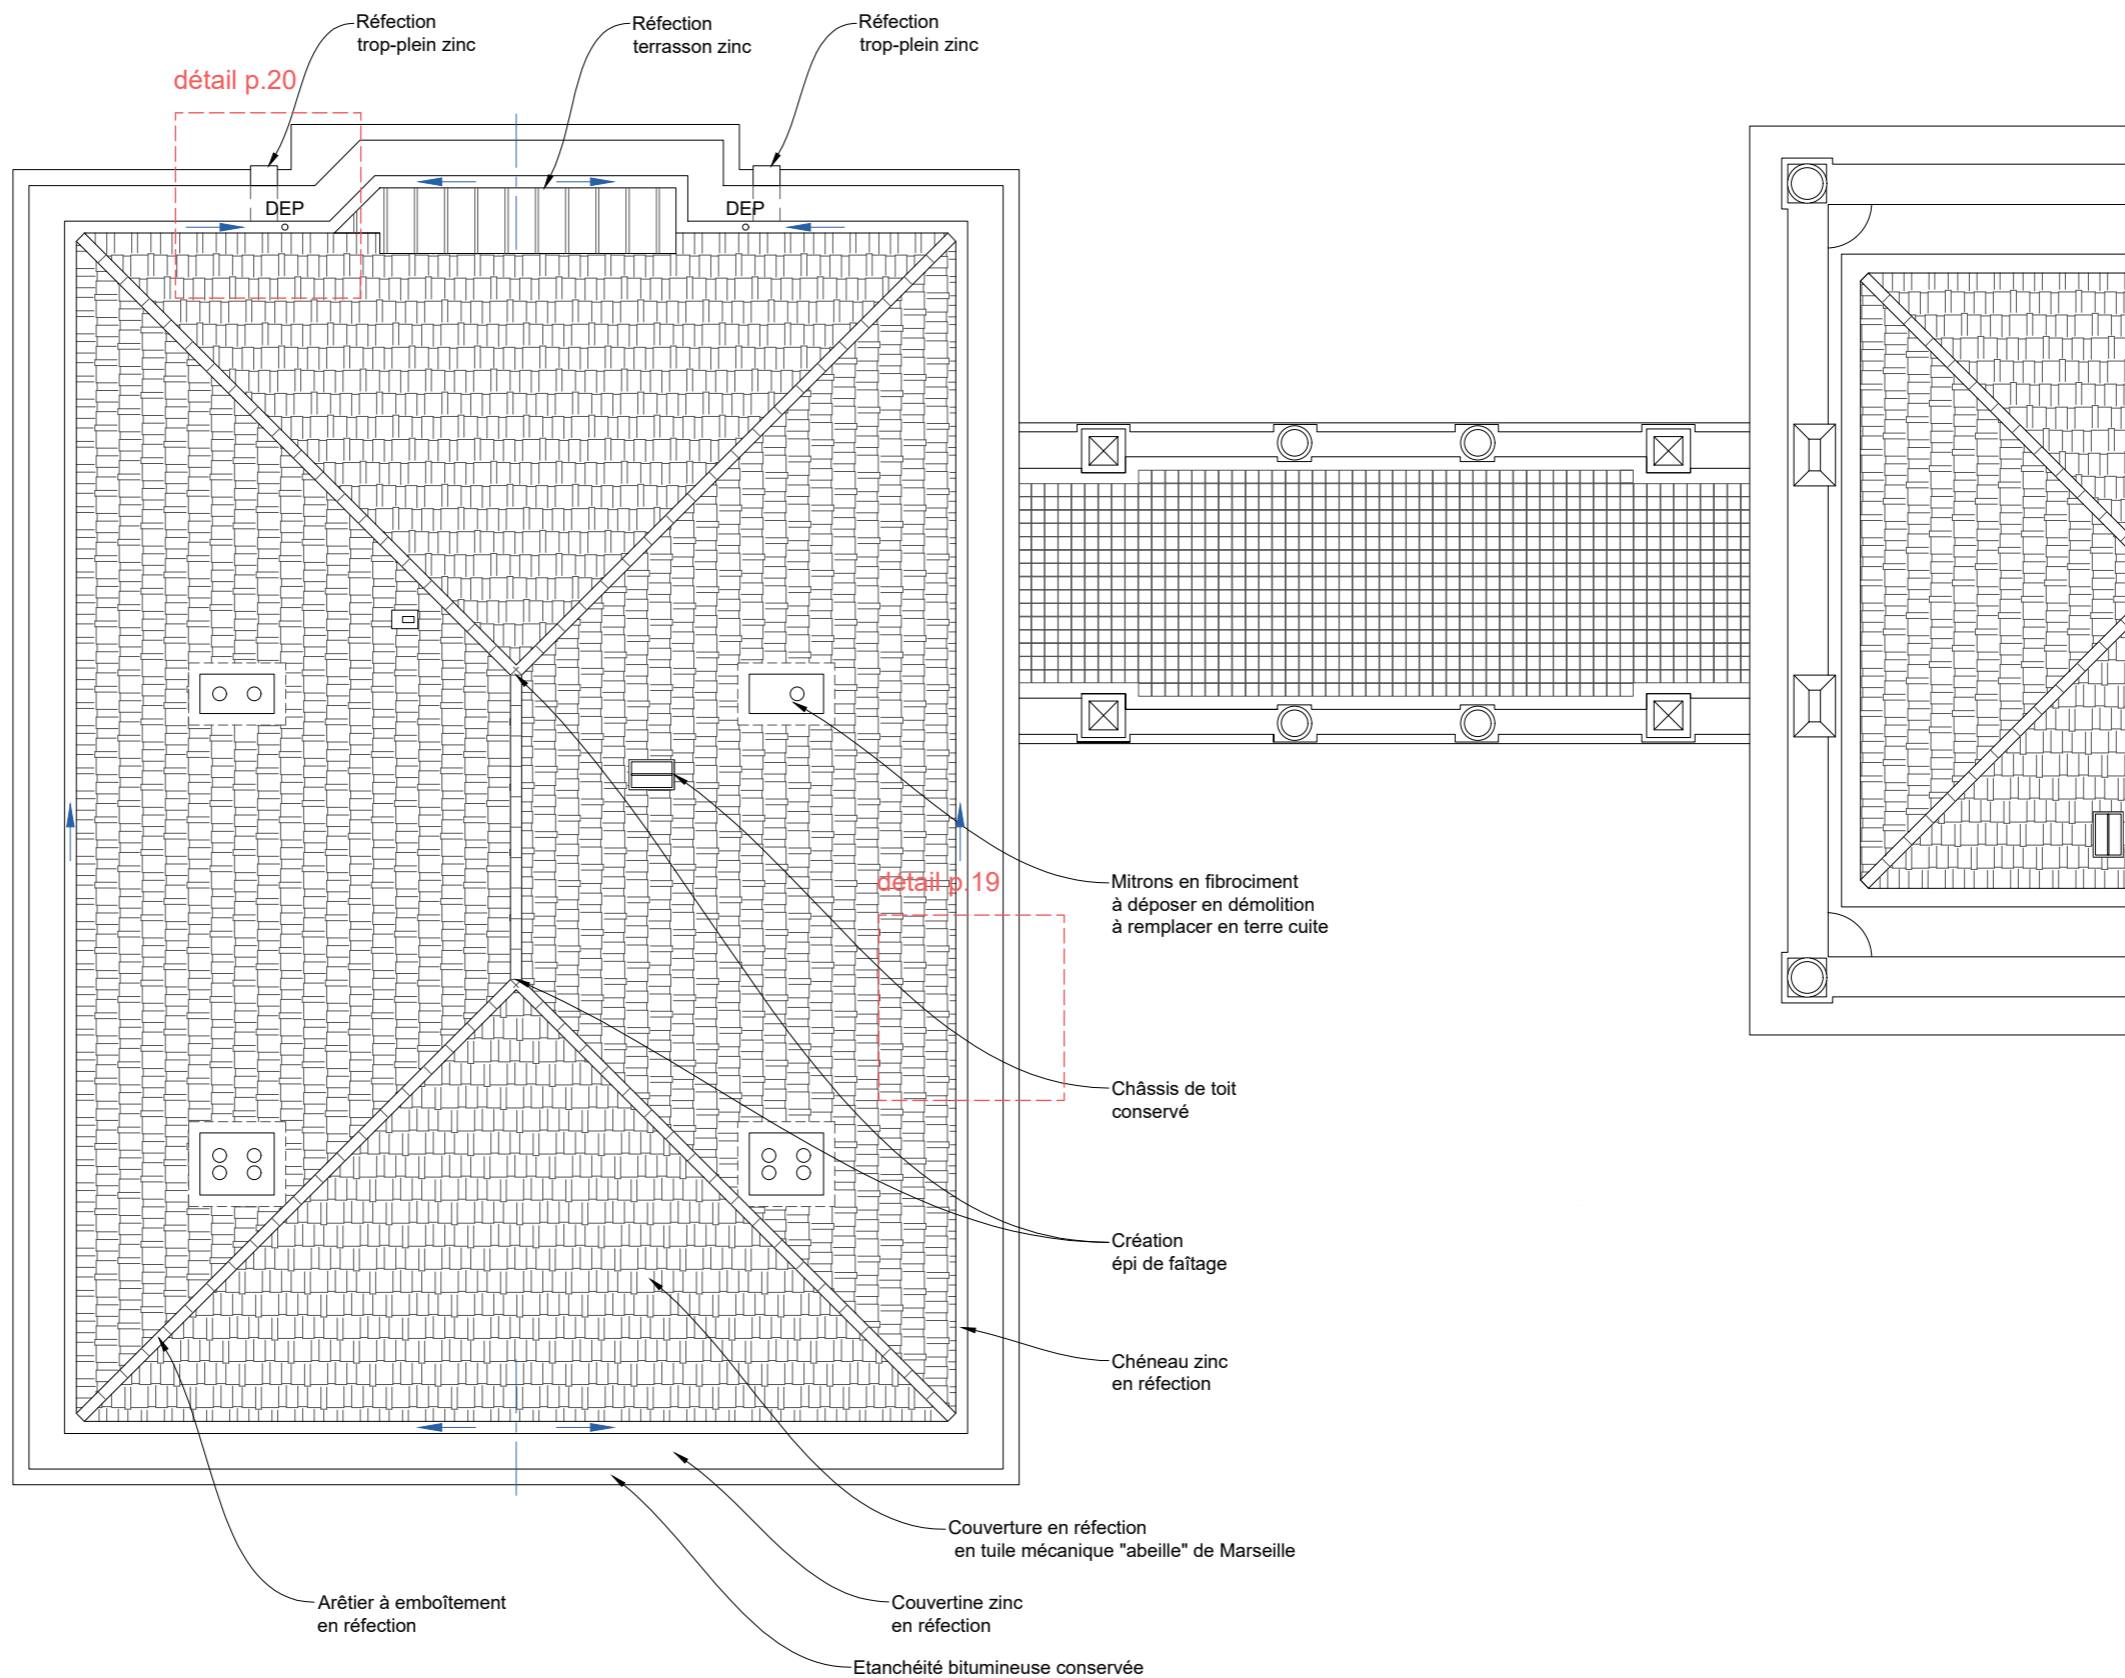 Réfection
trop-plein zinc
Réfection
terrasson zinc
Réfection
trop-plein zinc
détail p.20
DEP
DEP
Mitrons en fibrociment
à déposer en démolition
à remplacer en terre cuite
détail p.19
Châssis de toit
conservé
Création
épi de faîtage
Chéneau zinc
en réfection
Couverture en réfection
en tuile mécanique "abeille" de Marseille
Arêtier à emboîtement
en réfection
Couvertine zinc
en réfection
Etanchéité bitumineuse conservée